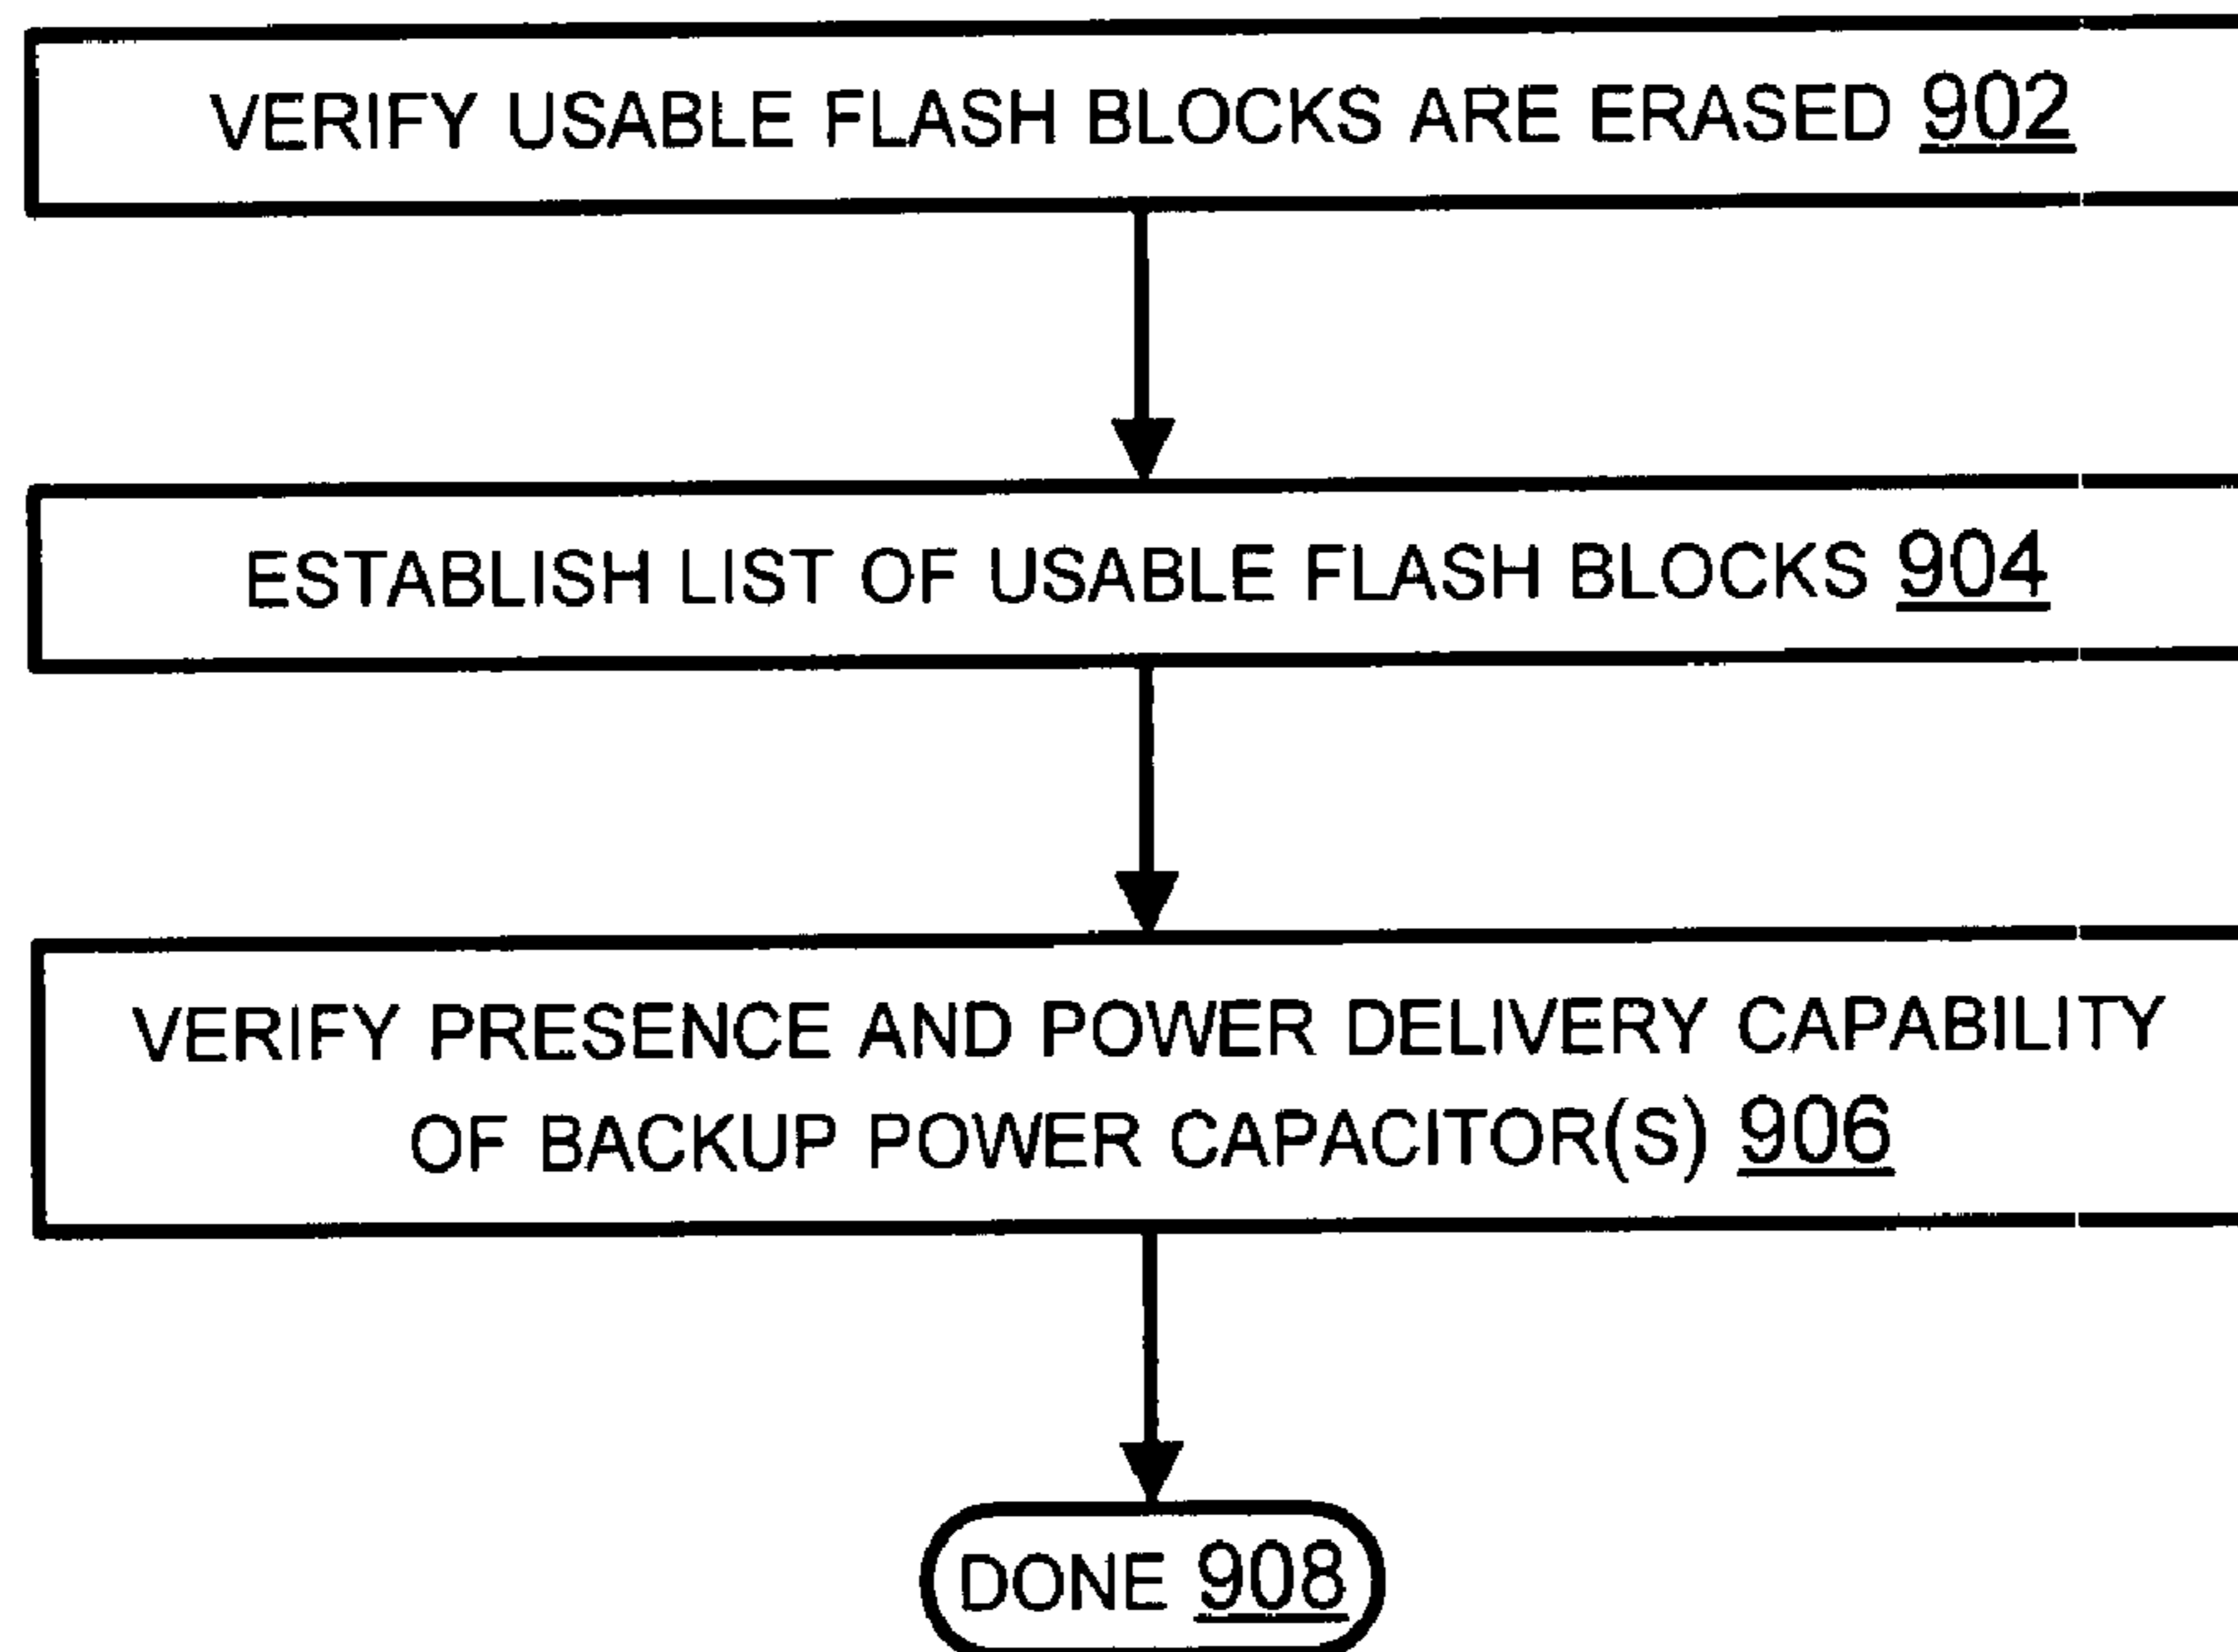 VERIFY USABLE FLASH BLOCKS ARE ERASED 902
ESTABLISH LIST OF USABLE FLASH BLOCKS 904
VERIFY PRESENCE AND POWER DELIVERY CAPABILITY
OF BACKUP POWER CAPACITOR(S) 906
DONE 908